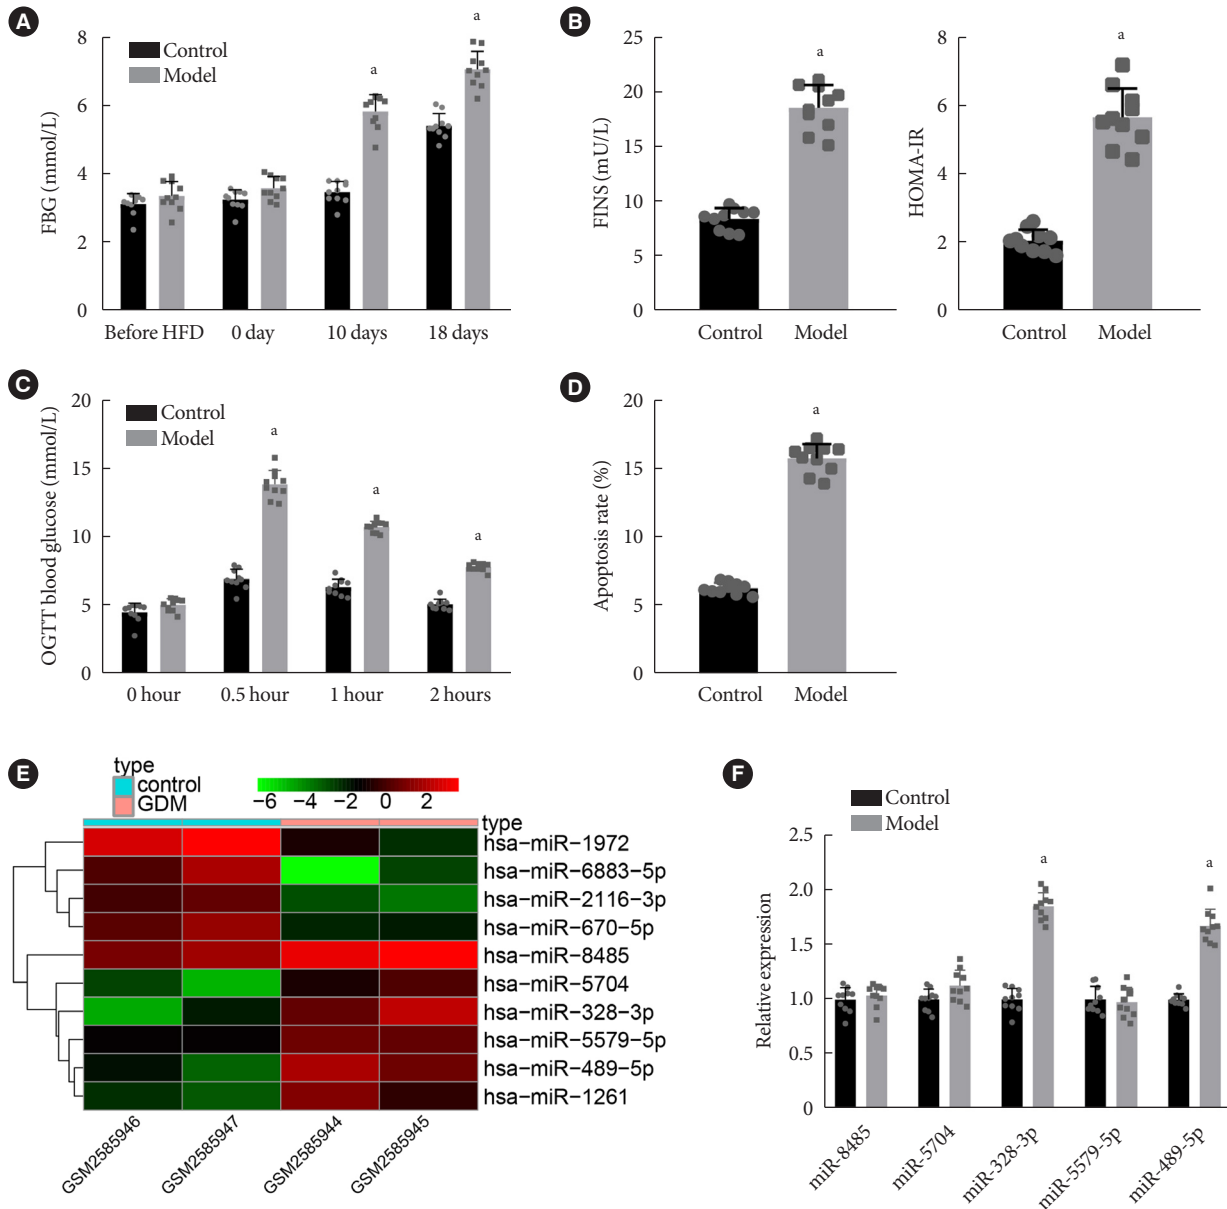 A
FBG (mmol/L)
8
6
4
2
0
Control
Model
a
a
Before HFD
0 day
10 days
18 days
B
FINS (mU/L)
25
20
15
10
5
0
a
Control
Model
HOMA-IR
8
6
4
2
0
a
Control
Model
C
OGTT blood glucose (mmol/L)
20
15
10
5
0
Control
Model
a
a
a
0 hour
0.5 hour
1 hour
2 hours
D
Apoptosis rate (%)
20
15
10
5
0
a
Control
Model
E
type
control
GDM
−6 −4 −2 0 2
type
hsa−miR−1972
hsa−miR−6883−5p
hsa−miR−2116−3p
hsa−miR−670−5p
hsa−miR−8485
hsa−miR−5704
hsa−miR−328−3p
hsa−miR−5579−5p
hsa−miR−489−5p
hsa−miR−1261
GSM2585946
GSM2585947
GSM2585944
GSM2585945
F
Control
Model
Relative expression
2.5
2.0
1.5
1.0
0.5
0
a
a
miR-8485
miR-5704
miR-328-3p
miR-5579-5p
miR-489-5p